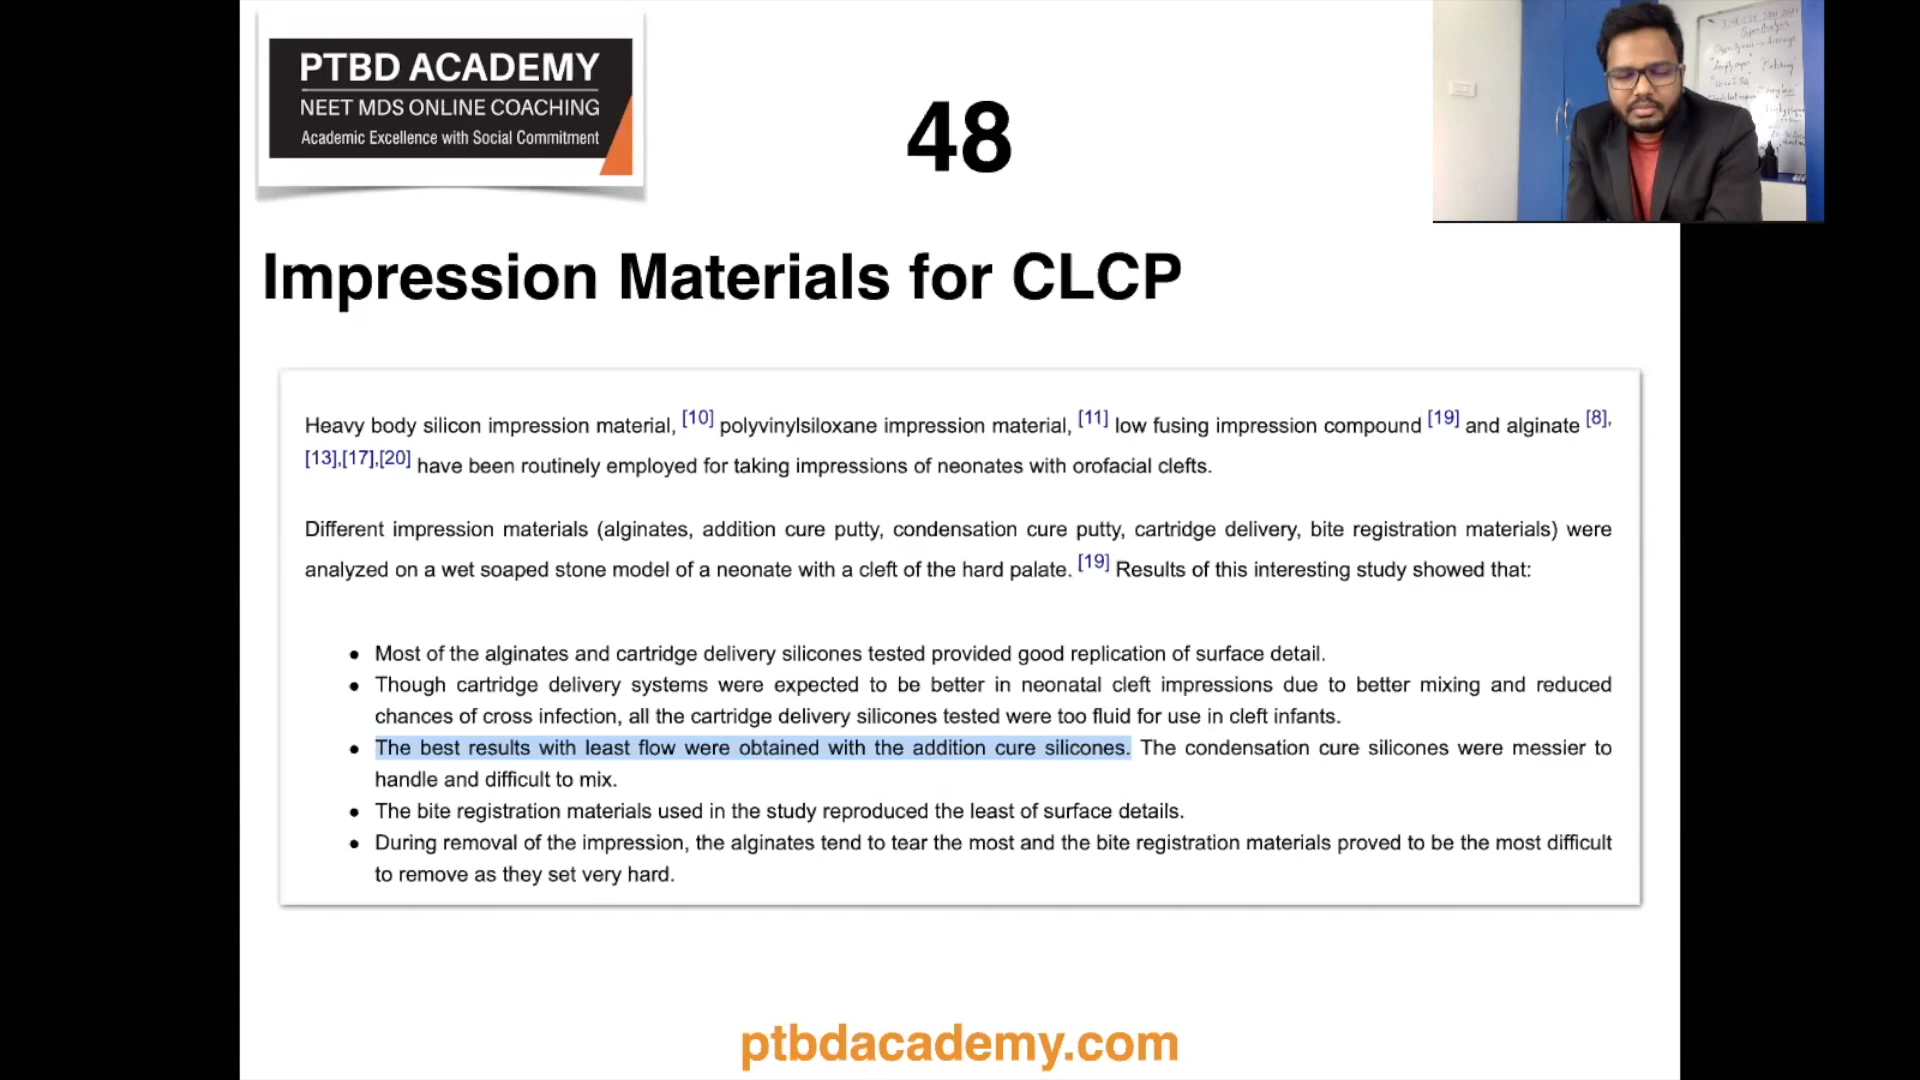 PTBD ACADEMY
NEET MDS ONLINE COACHING
Academic Excellence with Social Commitment
48
Impression Materials for CLCP
Heavy body silicon impression material, [10] polyvinylsiloxane impression material, [11] low fusing impression compound [19] and alginate [8],
[13],[17],[20] have been routinely employed for taking impressions of neonates with orofacial clefts.
Different impression materials (alginates, addition cure putty, condensation cure putty, cartridge delivery, bite registration materials) were
analyzed on a wet soaped stone model of a neonate with a cleft of the hard palate. [19] Results of this interesting study showed that:
• Most of the alginates and cartridge delivery silicones tested provided good replication of surface detail.
• Though cartridge delivery systems were expected to be better in neonatal cleft impressions due to better mixing and reduced
chances of cross infection, all the cartridge delivery silicones tested were too fluid for use in cleft infants.
• The best results with least flow were obtained with the addition cure silicones. The condensation cure silicones were messier to
handle and difficult to mix.
• The bite registration materials used in the study reproduced the least of surface details.
• During removal of the impression, the alginates tend to tear the most and the bite registration materials proved to be the most difficult
to remove as they set very hard.
ptbdacademy.com